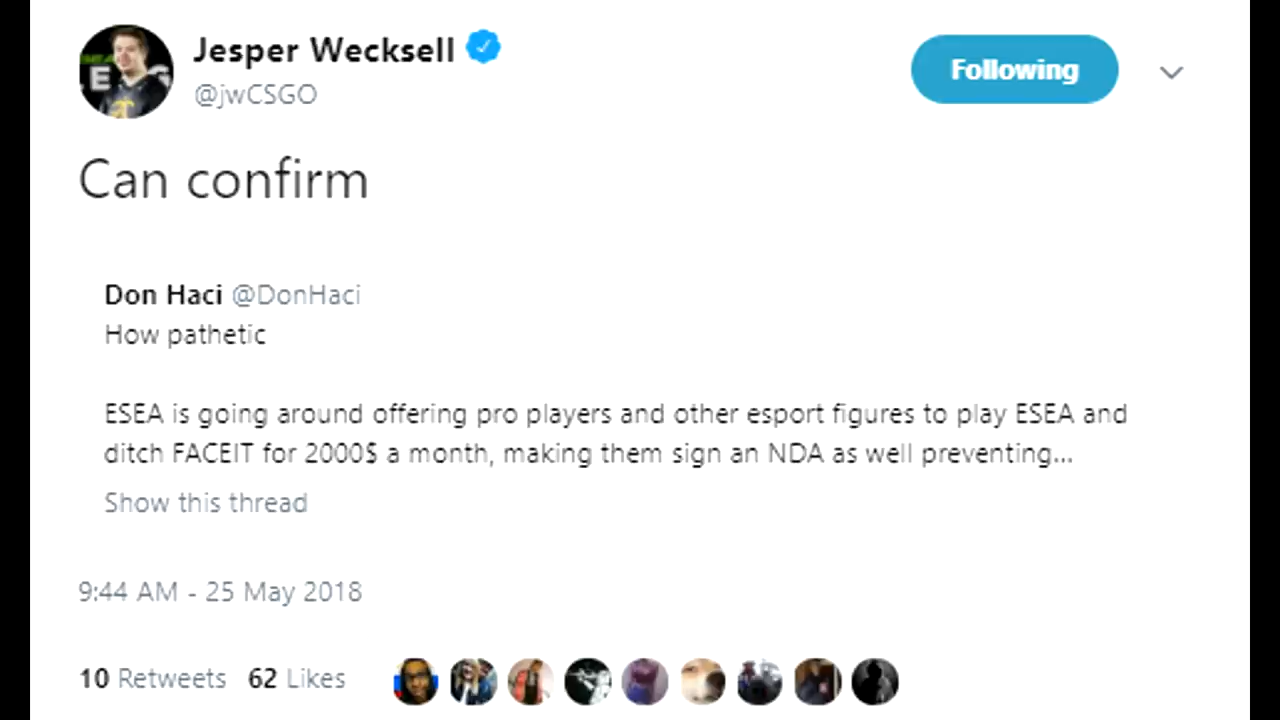 Jesper Wecksell
@jwCSGO
Following
Can confirm
Don Haci @DonHaci
How pathetic
ESEA is going around offering pro players and other esport figures to play ESEA and
ditch FACEIT for 2000$ a month, making them sign an NDA as well preventing...
Show this thread
9:44 AM - 25 May 2018
10 Retweets 62 Likes